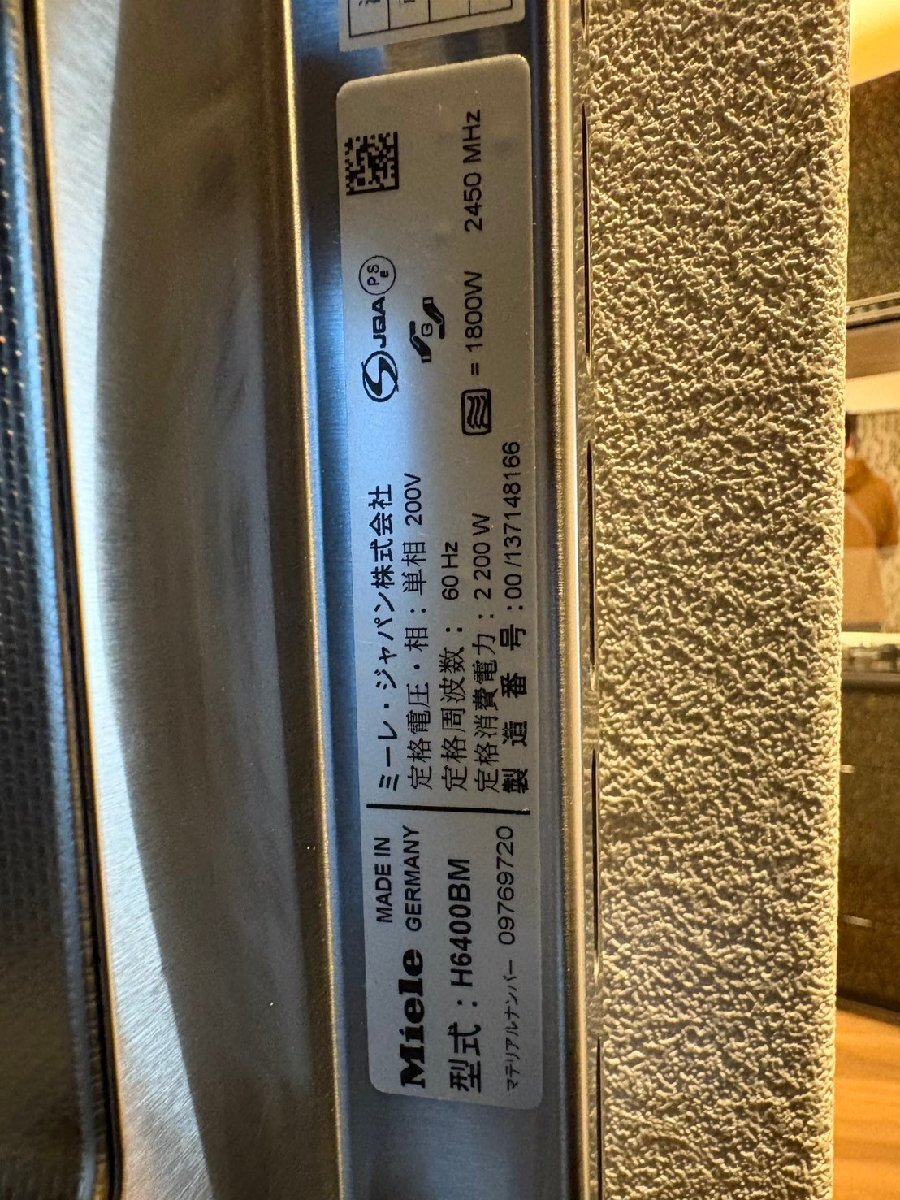 Miele MADE IN GERMANY
型式：H6400BM
マテリアルナンバー 09769720
ミーレ・ジャパン株式会社
定格電圧・相：単相 200V
定格周波数： 60 Hz
定格消費電力：2 200 W
製造番号：00 /137148166
JQA
PS
e
G
= 1800W 2450 MHz